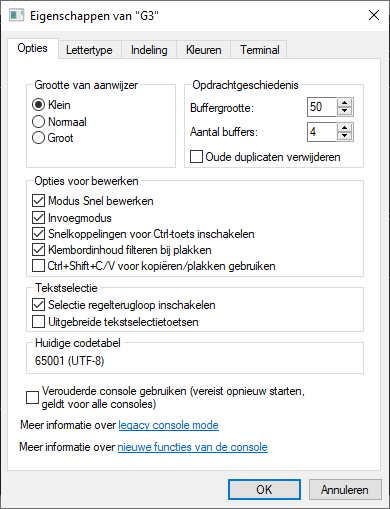 Eigenschappen van "G3"
Opties Lettertype Indeling Kleuren Terminal
Grootte van aanwijzer
Klein
Normaal
Groot
Opdrachtgeschiedenis
Buffergrootte: 50
Aantal buffers: 4
Oude duplicaten verwijderen
Opties voor bewerken
Modus Snel bewerken
Invoegmodus
Snelkoppelingen voor Ctrl-toets inschakelen
Klembordinhoud filteren bij plakken
Ctrl+Shift+C/V voor kopiëren/plakken gebruiken
Tekstselectie
Selectie regelterugloop inschakelen
Uitgebreide tekstselectietoetsen
Huidige codetabel
65001 (UTF-8)
Verouderde console gebruiken (vereist opnieuw starten,
geldt voor alle consoles)
Meer informatie over legacy console mode
Meer informatie over nieuwe functies van de console
OK Annuleren